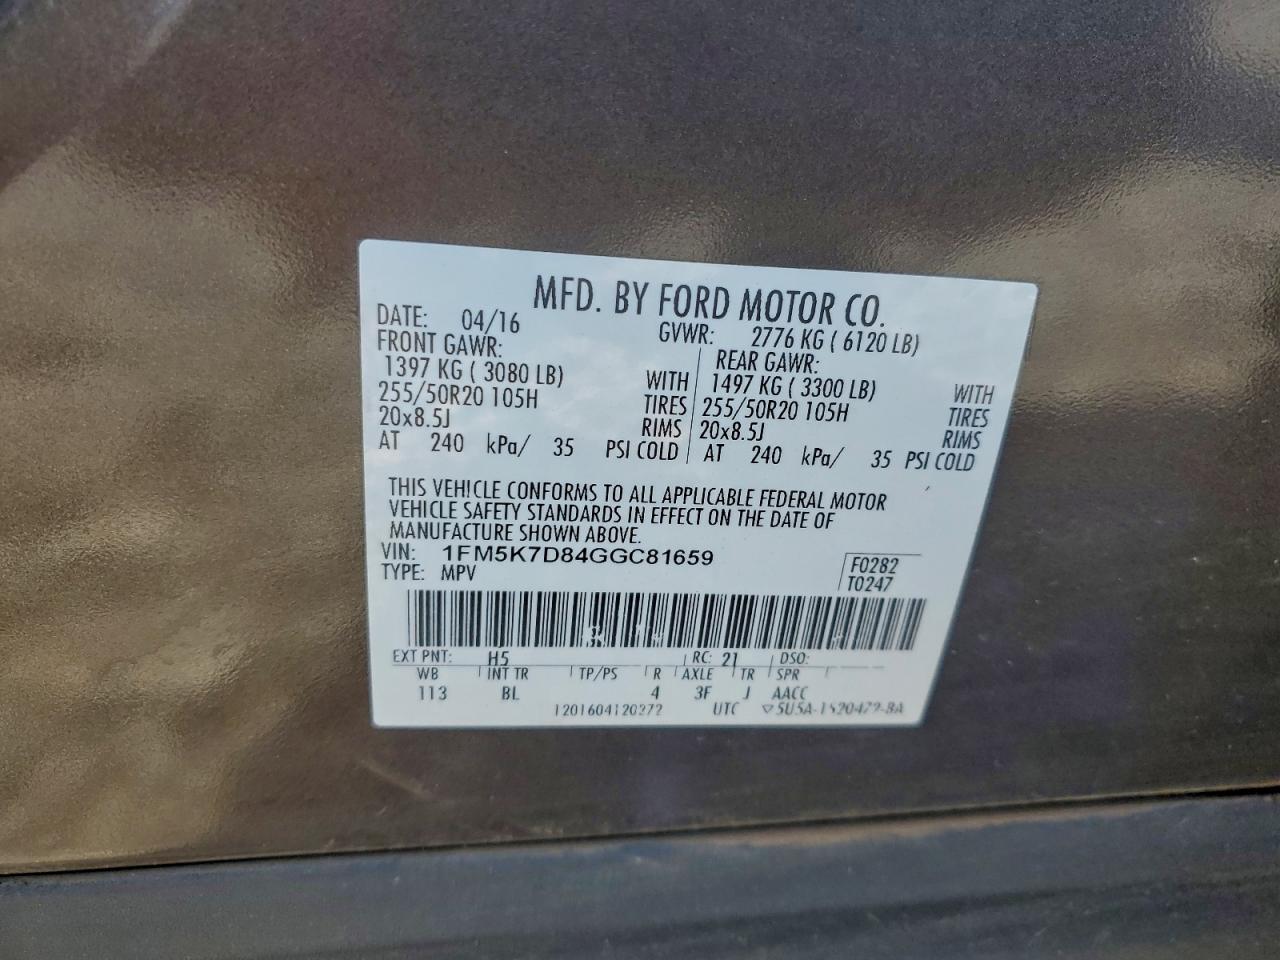 MFD. BY FORD MOTOR CO.
DATE: 04/16 GVWR: 2776 KG ( 6120 LB)
FRONT GAWR: REAR GAWR:
1397 KG ( 3080 LB) WITH 1497 KG ( 3300 LB) WITH
255/50R20 105H TIRES 255/50R20 105H TIRES
20x8.5J RIMS 20x8.5J RIMS
AT 240 kPa/ 35 PSI COLD AT 240 kPa/ 35 PSI COLD
THIS VEHICLE CONFORMS TO ALL APPLICABLE FEDERAL MOTOR
VEHICLE SAFETY STANDARDS IN EFFECT ON THE DATE OF
MANUFACTURE SHOWN ABOVE.
VIN: 1FM5K7D84GGC81659 F0282
TYPE: MPV T0247
EXT PNT: H5 RC: 21 DSO:
WB INT TR TP/PS R AXLE TR SPR
113 BL 4 3F J AACC
1201604120272 UTC